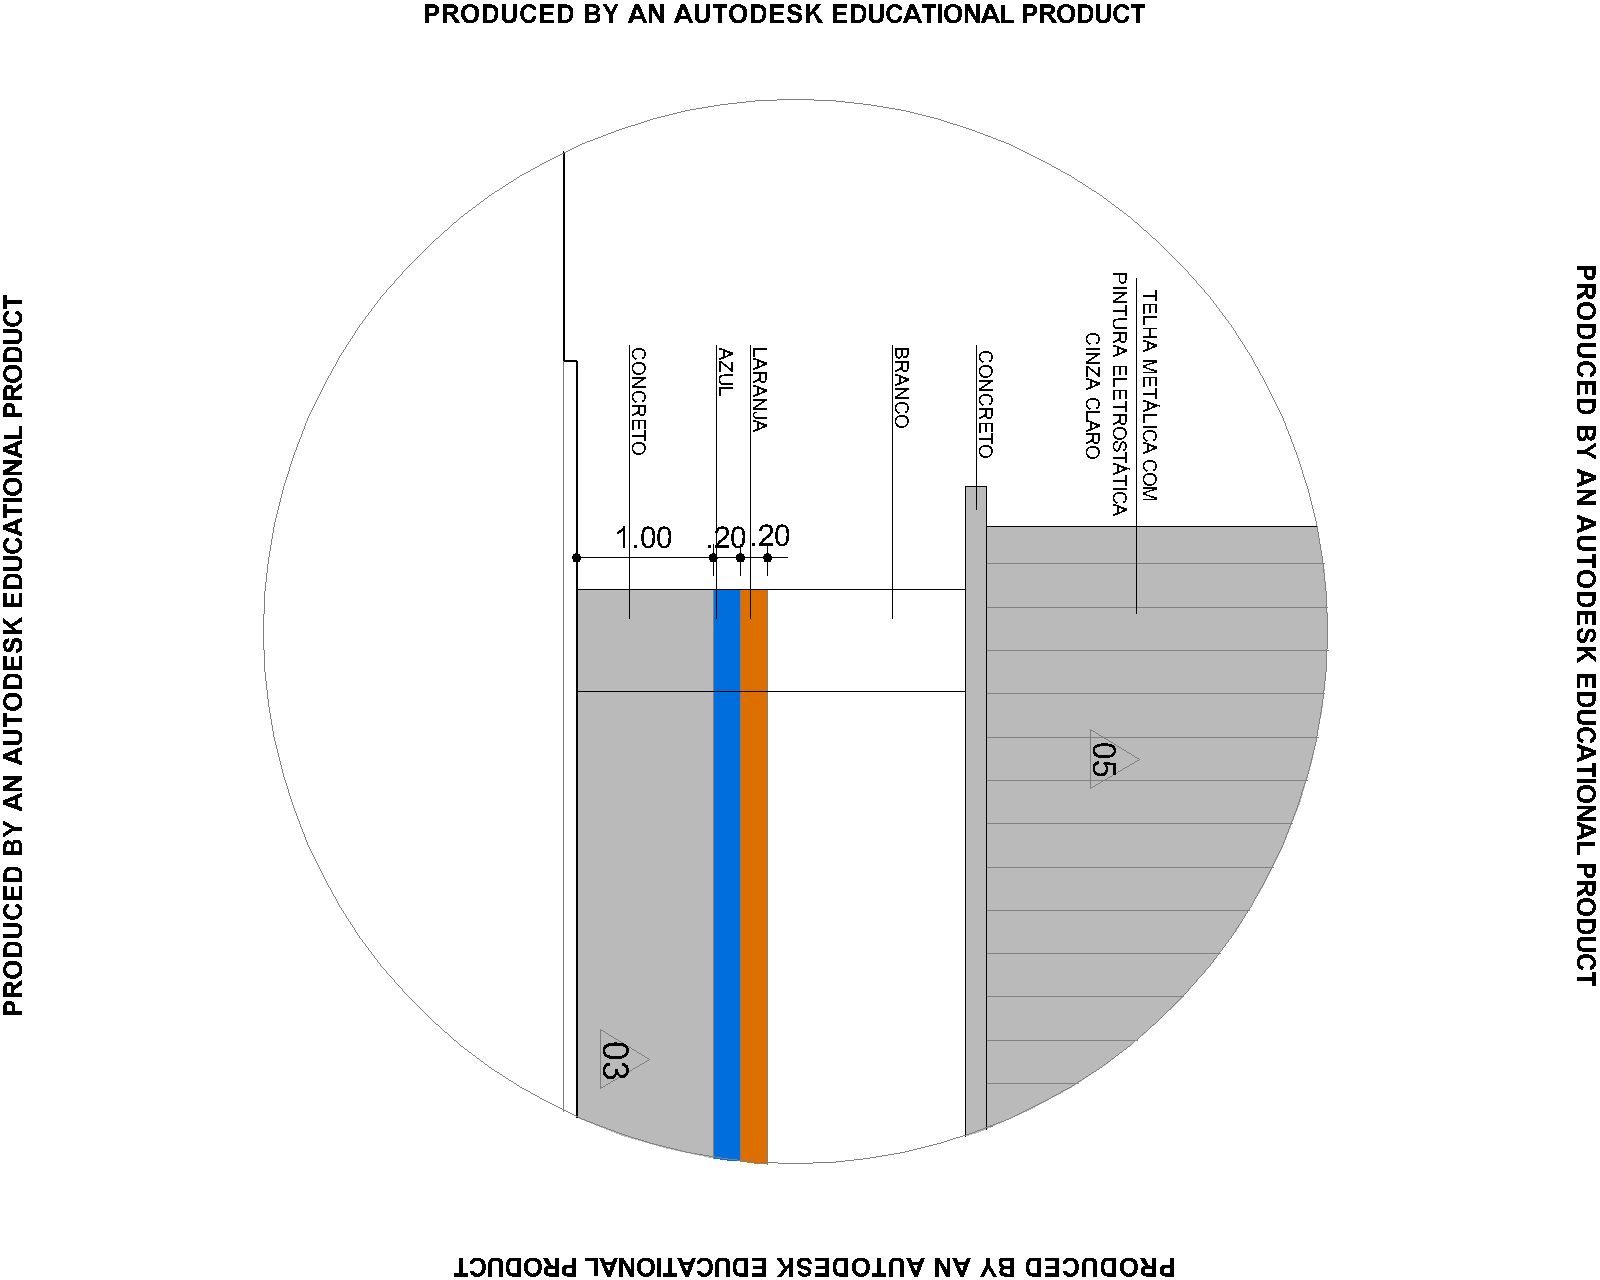 PRODUCED BY AN AUTODESK EDUCATIONAL PRODUCT
PRODUCED BY AN AUTODESK EDUCATIONAL PRODUCT
PRODUCED BY AN AUTODESK EDUCATIONAL PRODUCT
TELHA METÁLICA COM
PINTURA ELETROSTÁTICA
CINZA CLARO
CONCRETO
BRANCO
LARANJA
AZUL
CONCRETO
1.00
.20
.20
05
03
PRODUCED BY AN AUTODESK EDUCATIONAL PRODUCT